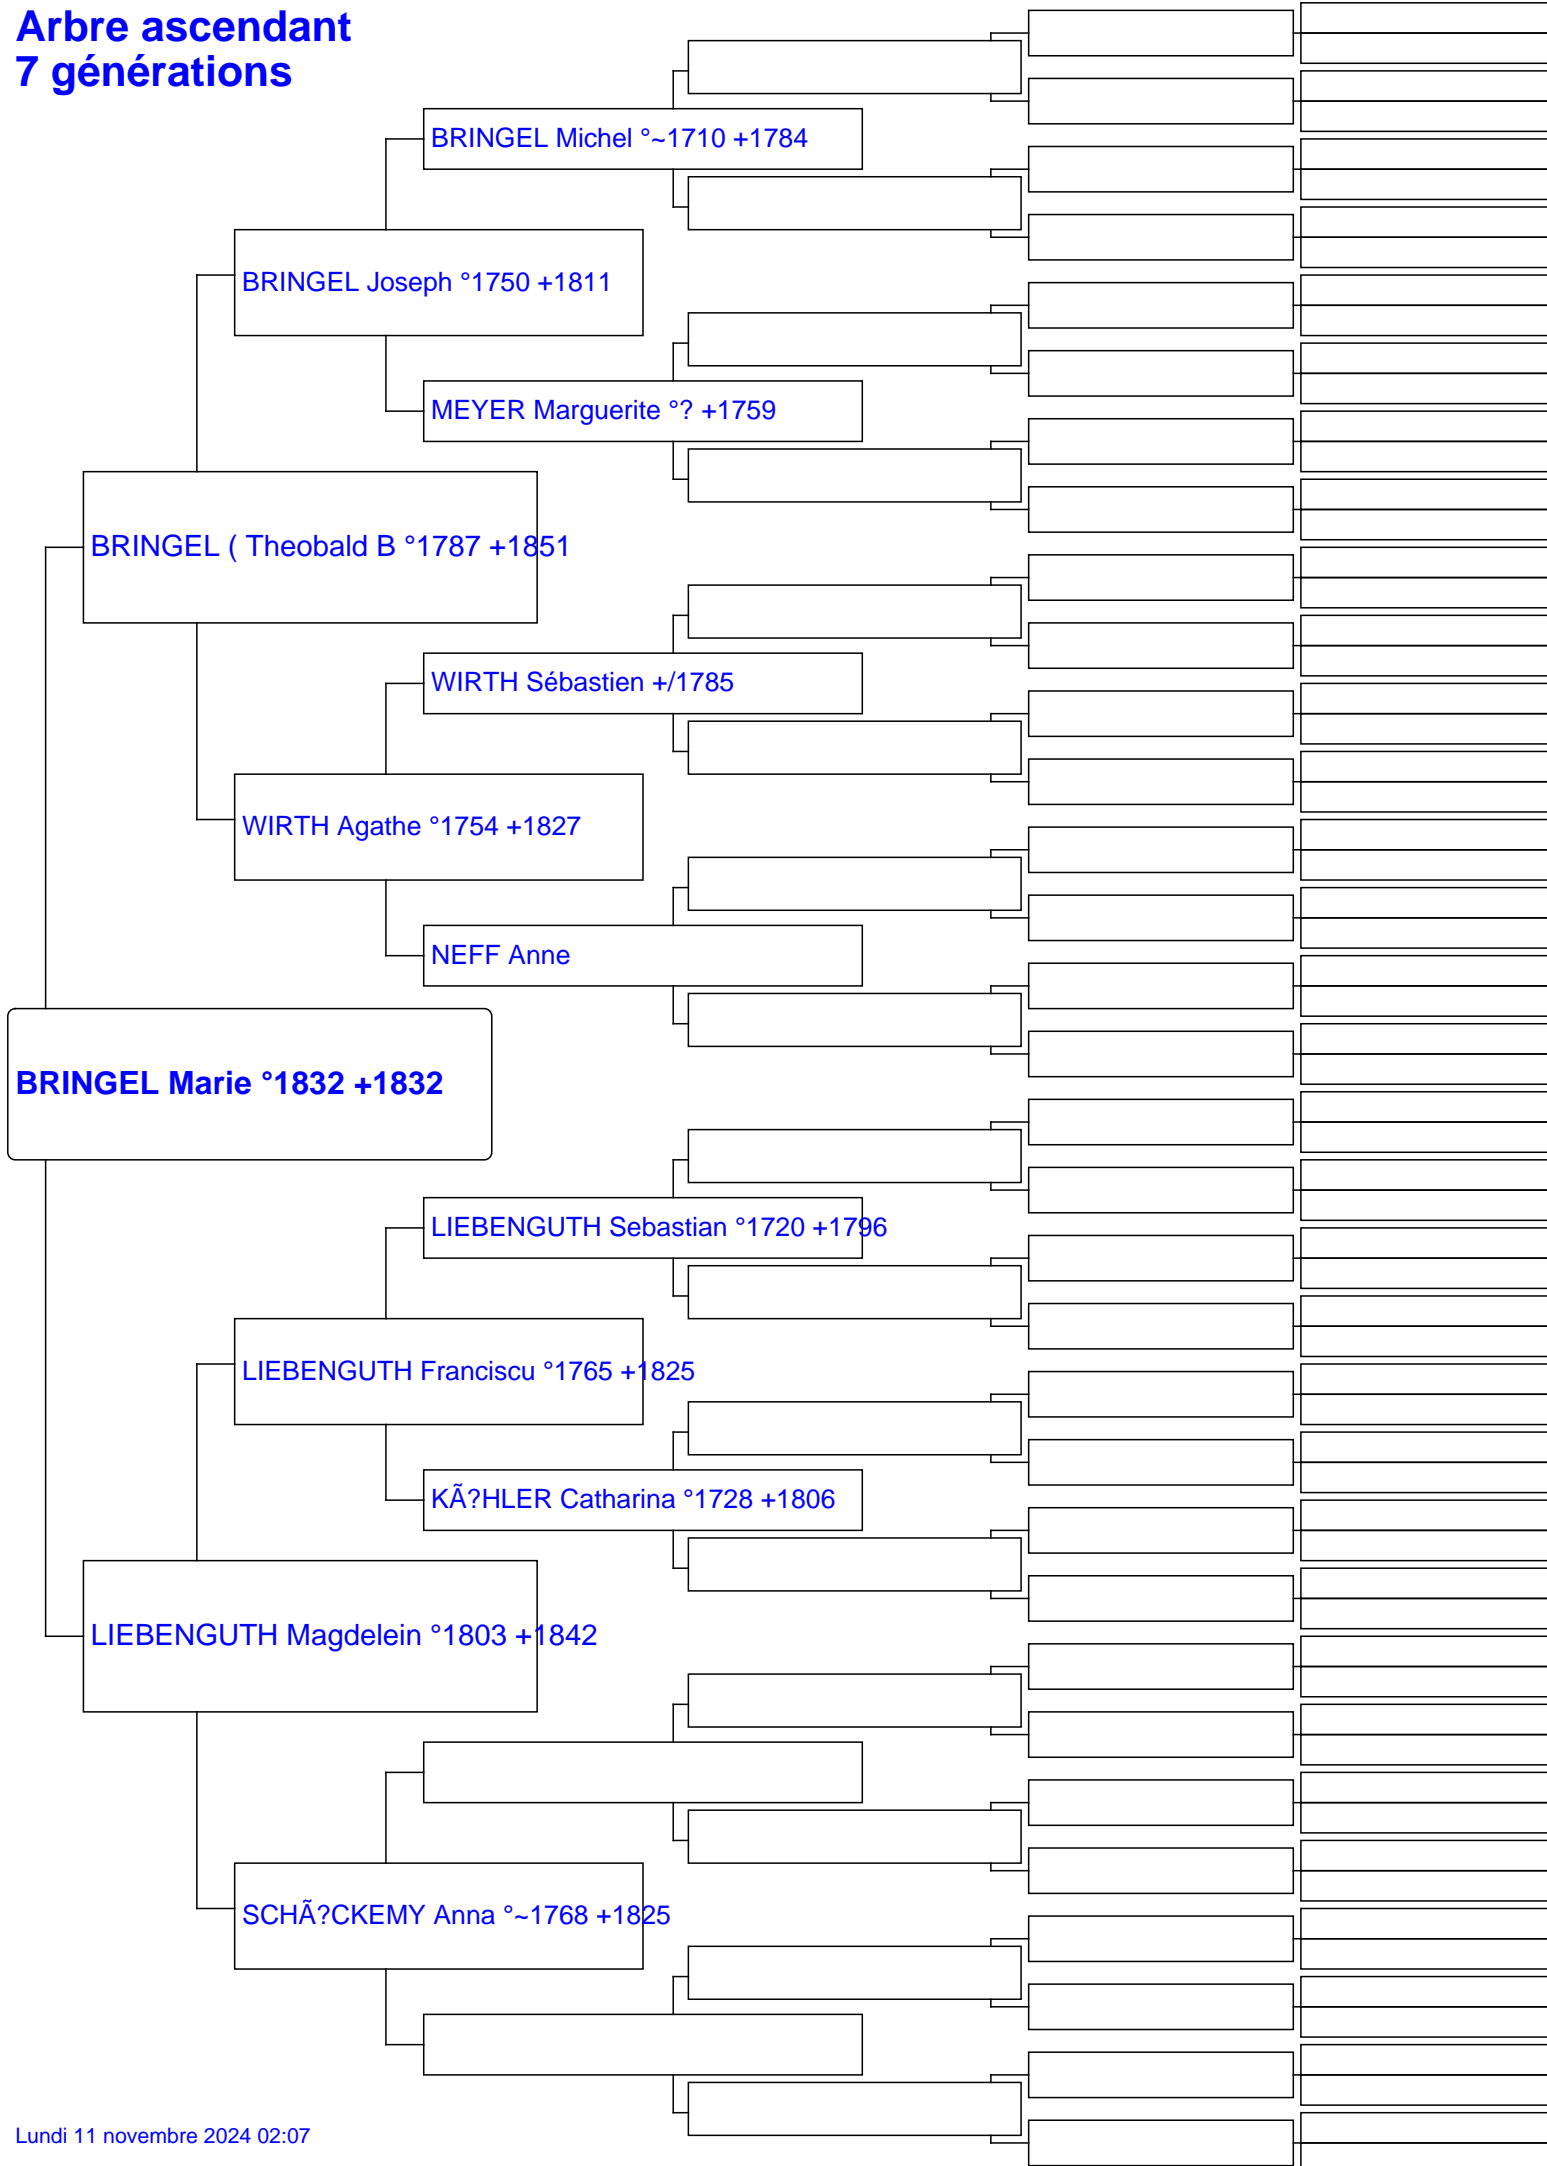 Arbre ascendant
7 générations
BRINGEL Michel °~1710 +1784
BRINGEL Joseph °1750 +1811
MEYER Marguerite °? +1759
BRINGEL ( Theobald B °1787 +1851
WIRTH Sébastien +/1785
WIRTH Agathe °1754 +1827
NEFF Anne
BRINGEL Marie °1832 +1832
LIEBENGUTH Sebastian °1720 +1796
LIEBENGUTH Franciscu °1765 +1825
KÃ?HLER Catharina °1728 +1806
LIEBENGUTH Magdelein °1803 +1842
SCHÃ?CKEMY Anna °~1768 +1825
Lundi 11 novembre 2024 02:07